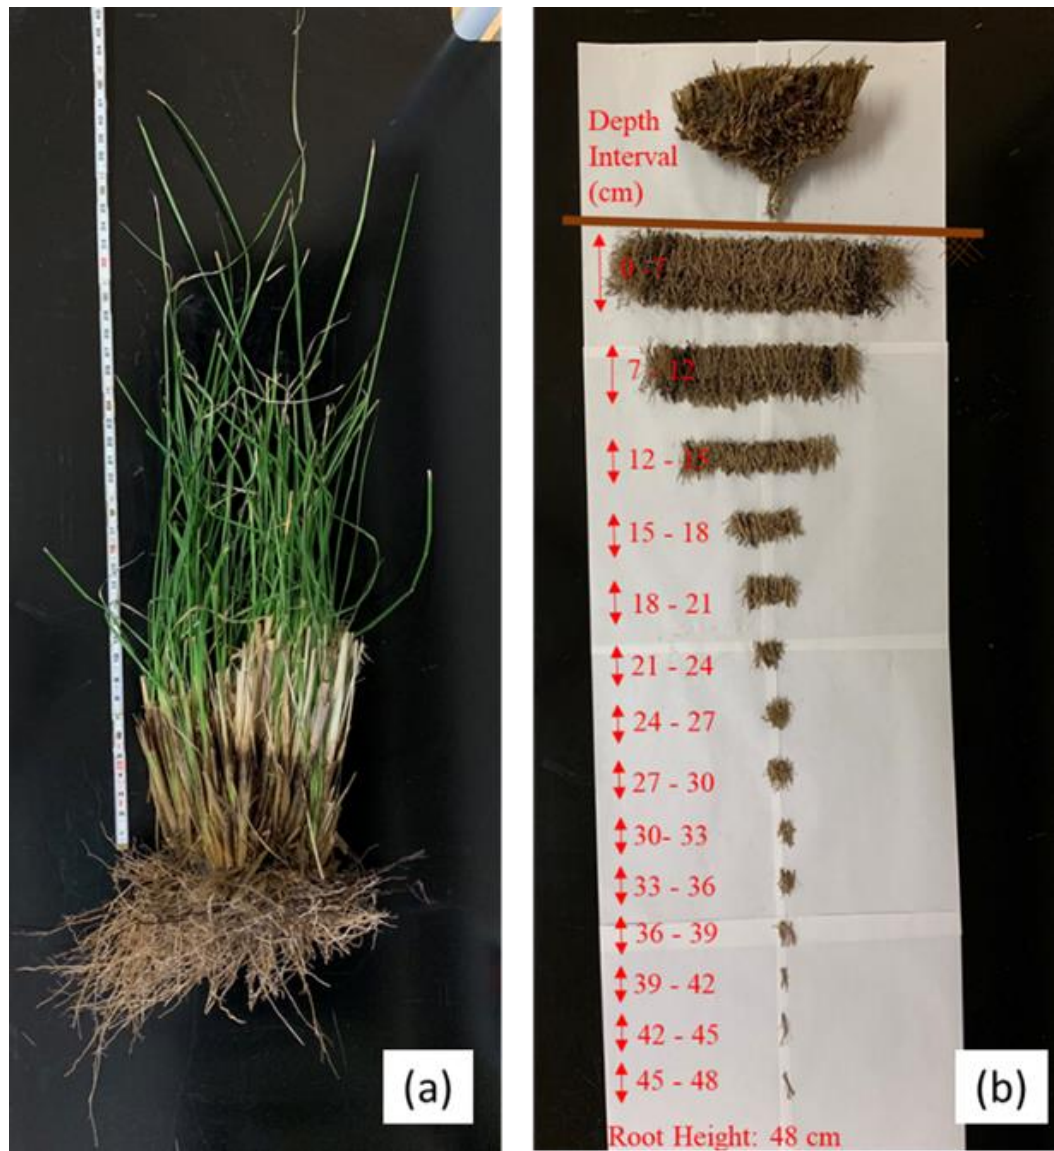 (a)
Depth
Interval
(cm)
0 - 7
7 - 12
12 - 15
15 - 18
18 - 21
21 - 24
24 - 27
27 - 30
30- 33
33 - 36
36 - 39
39 - 42
42 - 45
45 - 48
Root Height: 48 cm
(b)